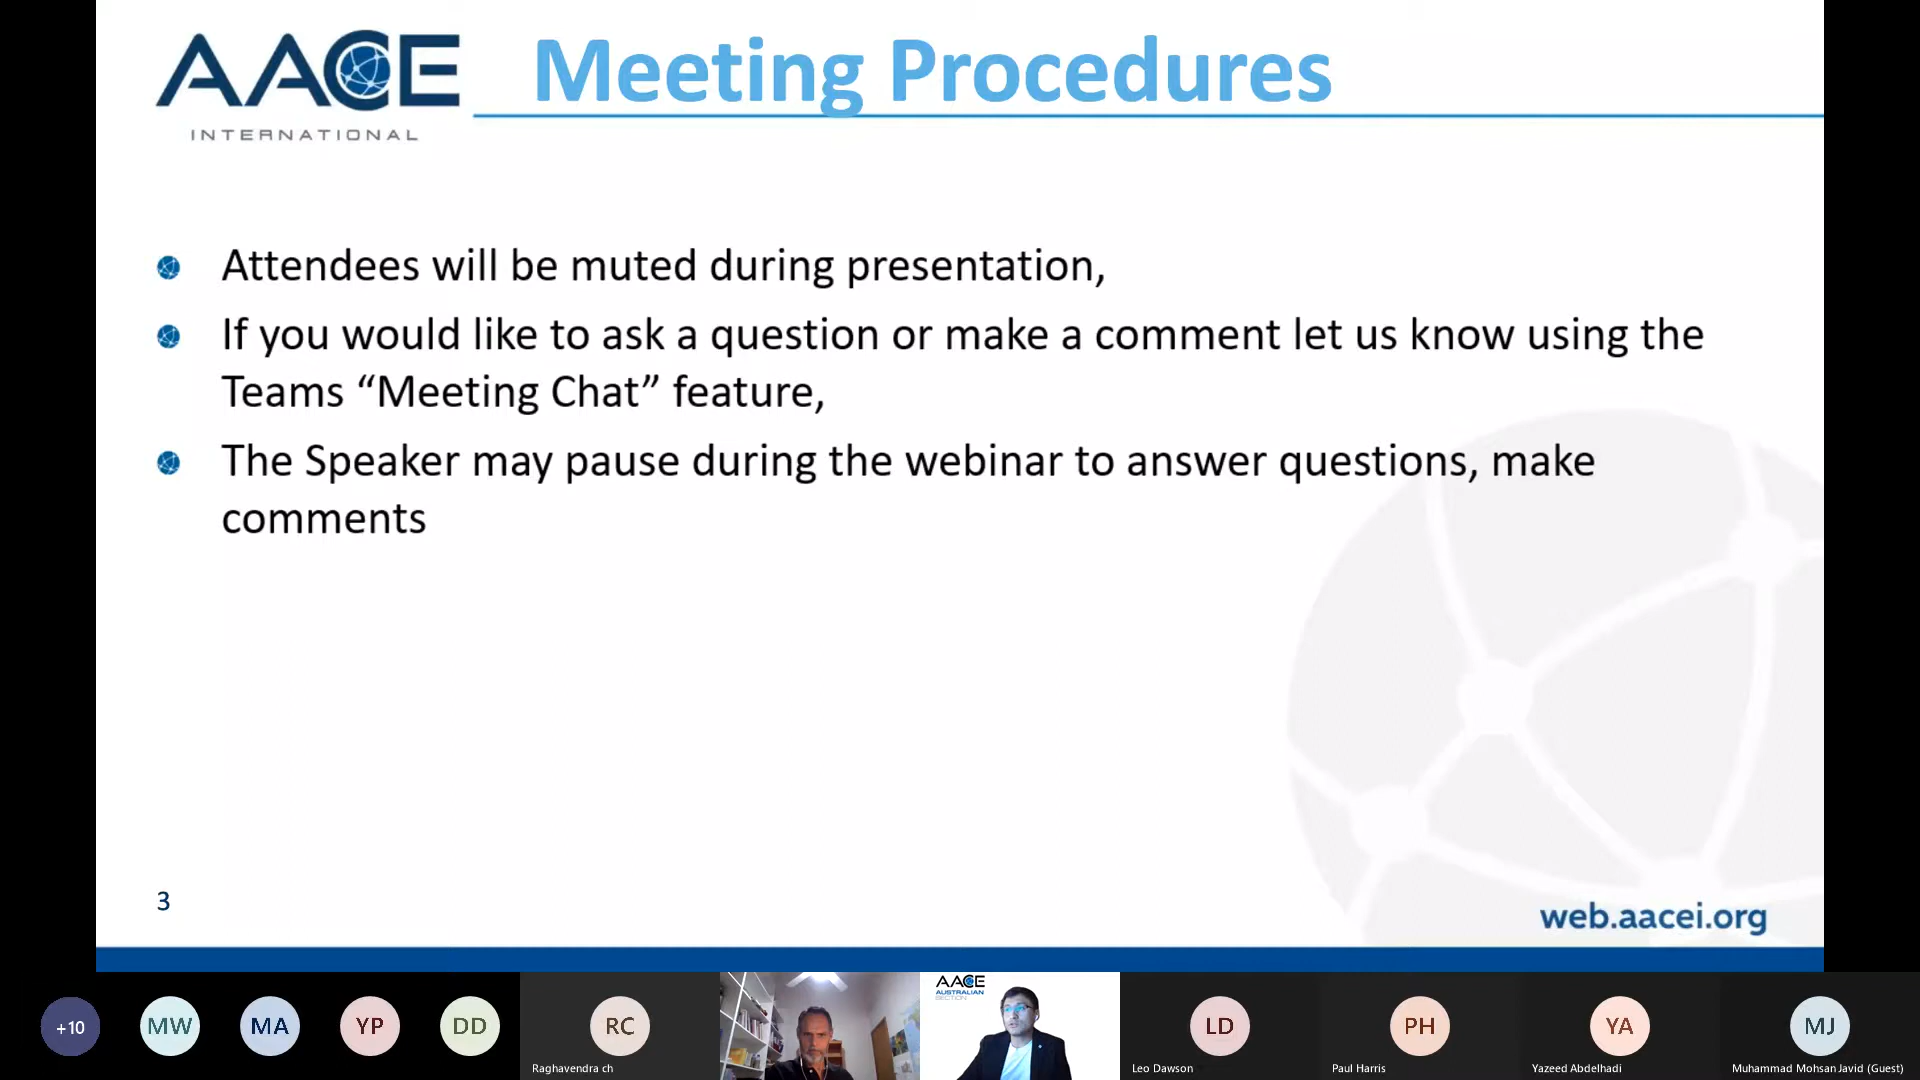 AACE
INTERNATIONAL
Meeting Procedures
Attendees will be muted during presentation,
If you would like to ask a question or make a comment let us know using the
Teams “Meeting Chat” feature,
The Speaker may pause during the webinar to answer questions, make
comments
3
web.aacei.org
+10
MW
MA
YP
DD
RC
Raghavendra ch
AACE
AUSTRALIAN
SECTION
LD
Leo Dawson
PH
Paul Harris
YA
Yazeed Abdelhadi
MJ
Muhammad Mohsan Javid (Guest)